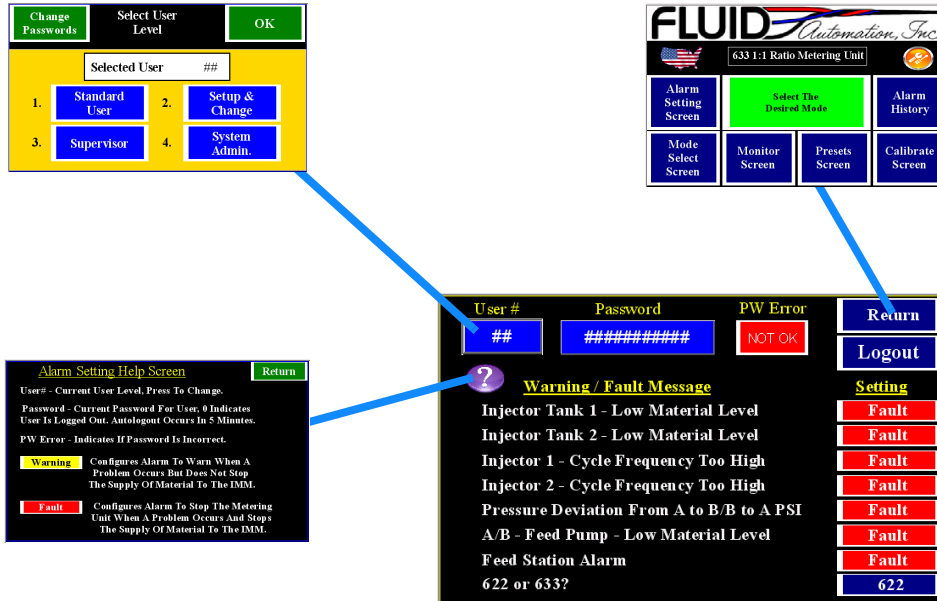 Change
Passwords
Select User
Level
OK
Selected User ##
1. Standard
User
2. Setup &
Change
3. Supervisor
4. System
Admin.
FLUID Automation, Inc
633 1:1 Ratio Metering Unit
Alarm
Setting
Screen
Select The
Desired Mode
Alarm
History
Mode
Select
Screen
Monitor
Screen
Presets
Screen
Calibrate
Screen
User #
Password
PW Error
Return
##
###########
NOT OK
Logout
?
Warning / Fault Message Setting
Injector Tank 1 - Low Material Level Fault
Injector Tank 2 - Low Material Level Fault
Injector 1 - Cycle Frequency Too High Fault
Injector 2 - Cycle Frequency Too High Fault
Pressure Deviation From A to B/B to A PSI Fault
A/B - Feed Pump - Low Material Level Fault
Feed Station Alarm Fault
622 or 633? 622
Alarm Setting Help Screen
Return
User# - Current User Level, Press To Change.
Password - Current Password For User, 0 Indicates
User Is Logged Out. Autologout Occurs In 5 Minutes.
PW Error - Indicates If Password Is Incorrect.
Warning Configures Alarm To Warn When A
Problem Occurs But Does Not Stop
The Supply Of Material To The IMM.
Fault Configures Alarm To Stop The Metering
Unit When A Problem Occurs And Stops
The Supply Of Material To The IMM.